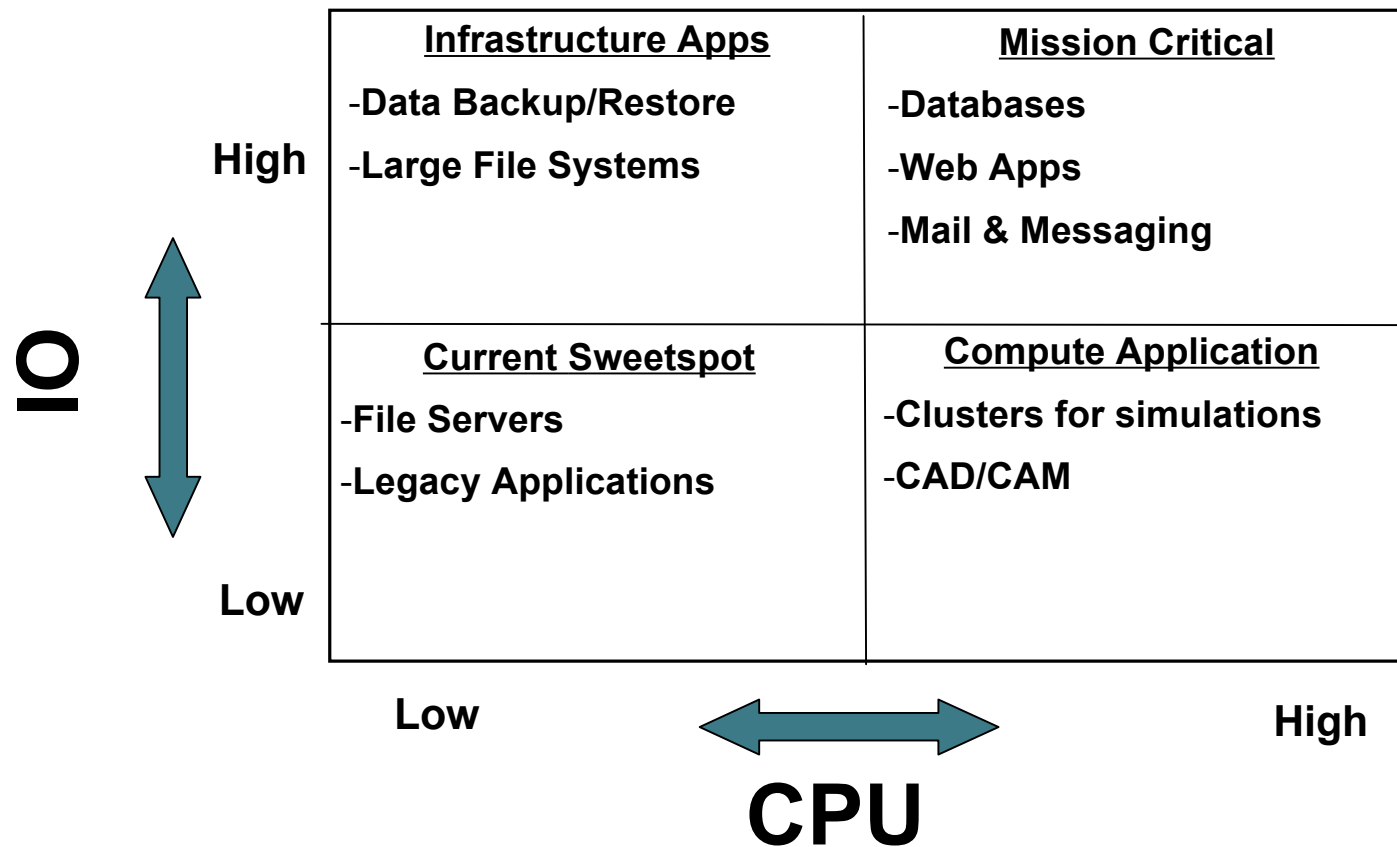 Infrastructure Apps
-Data Backup/Restore
-Large File Systems
Mission Critical
-Databases
-Web Apps
-Mail & Messaging
High
IO
Current Sweetspot
-File Servers
-Legacy Applications
Compute Application
-Clusters for simulations
-CAD/CAM
Low
Low
High
CPU